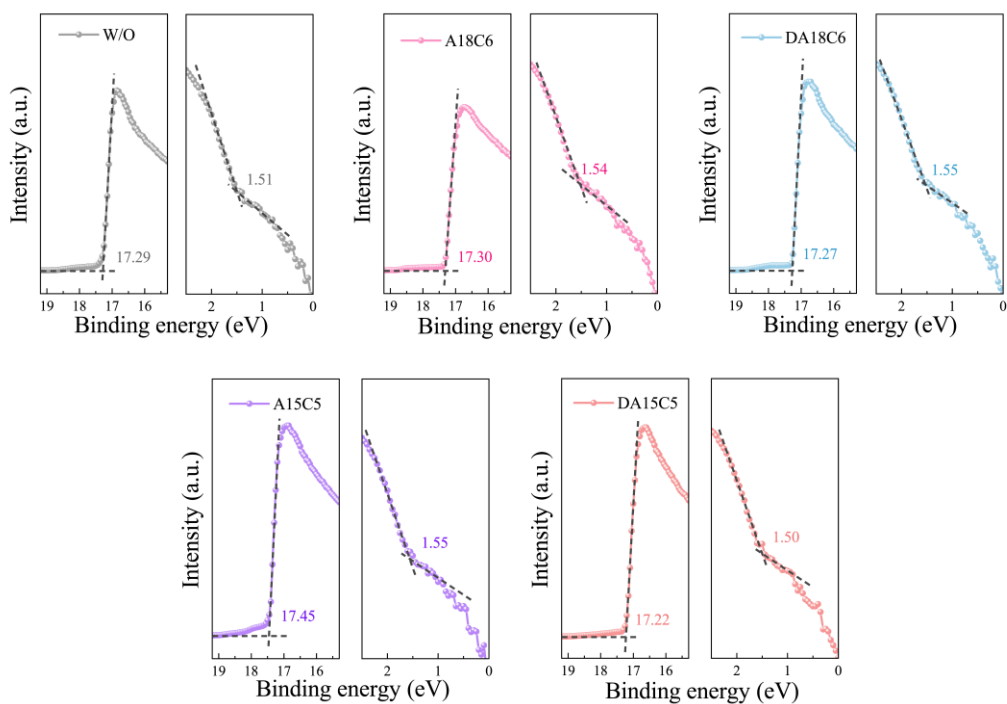 W/O
Intensity (a.u.)
17.29
1.51
19 18 17 16
2 1 0
Binding energy (eV)
A18C6
Intensity (a.u.)
17.30
1.54
19 18 17 16
2 1 0
Binding energy (eV)
DA18C6
Intensity (a.u.)
17.27
1.55
19 18 17 16
2 1 0
Binding energy (eV)
A15C5
Intensity (a.u.)
17.45
1.55
19 18 17 16
2 1 0
Binding energy (eV)
DA15C5
Intensity (a.u.)
17.22
1.50
19 18 17 16
2 1 0
Binding energy (eV)